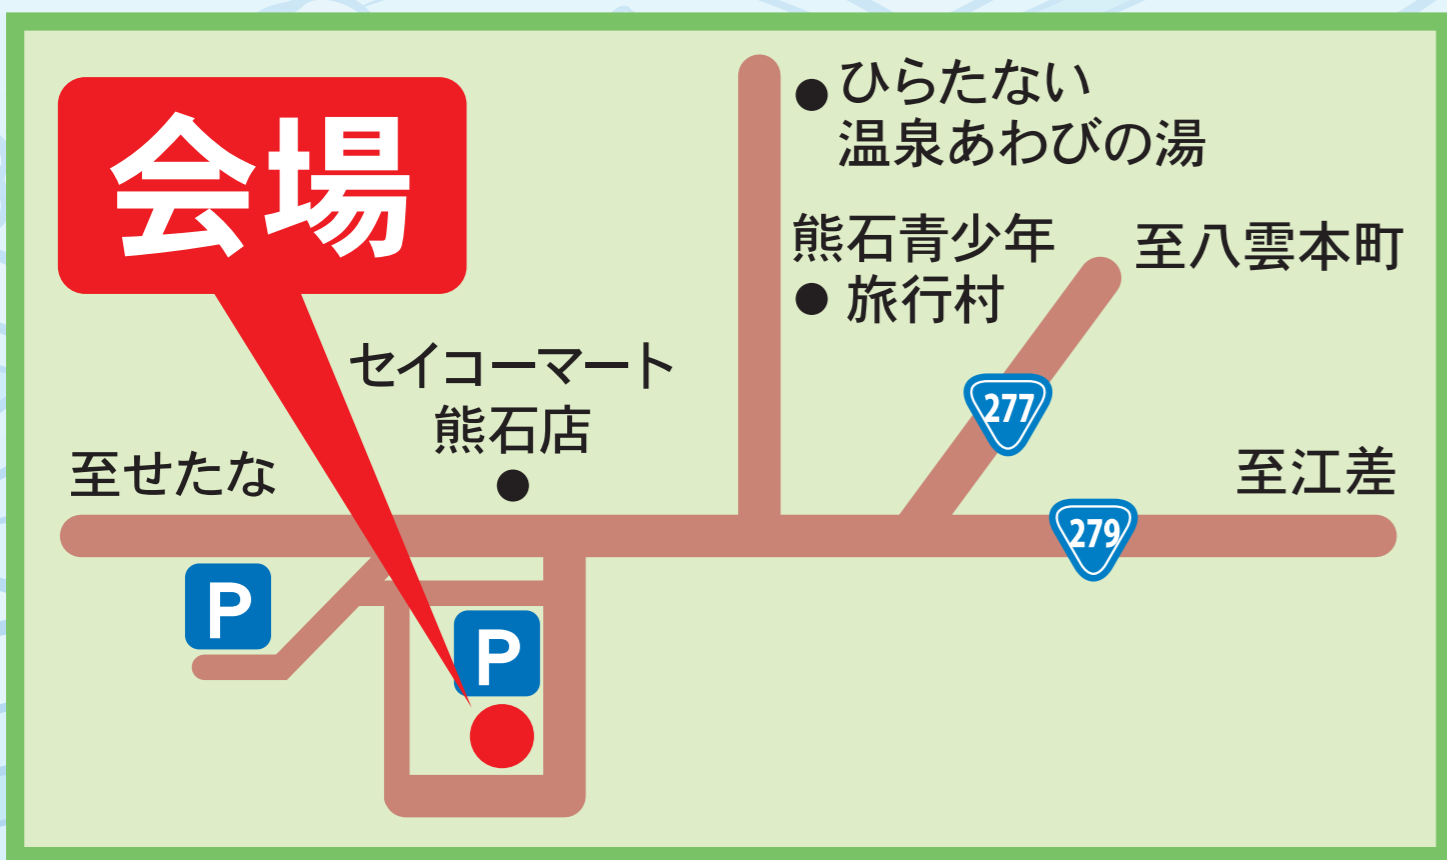 会場
ひらたない
温泉あわびの湯
熊石青少年
旅行村
至八雲本町
セイコーマート
熊石店
277
至せたな
至江差
279
P
P